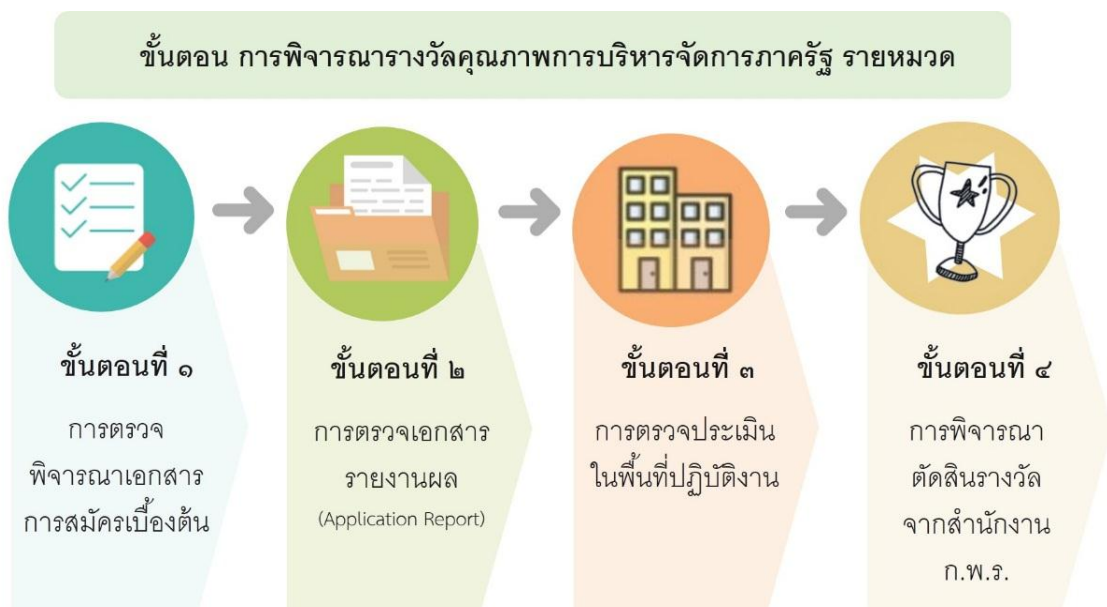 ขั้นตอน การพิจารณารางวัลคุณภาพการบริหารจัดการภาครัฐ รายหมวด
ขั้นตอนที่ ๑
การตรวจ
พิจารณาเอกสาร
การสมัครเบื้องต้น
ขั้นตอนที่ ๒
การตรวจเอกสาร
รายงานผล
(Application Report)
ขั้นตอนที่ ๓
การตรวจประเมิน
ในพื้นที่ปฏิบัติงาน
ขั้นตอนที่ ๔
การพิจารณา
ตัดสินรางวัล
จากสำนักงาน
ก.พ.ร.